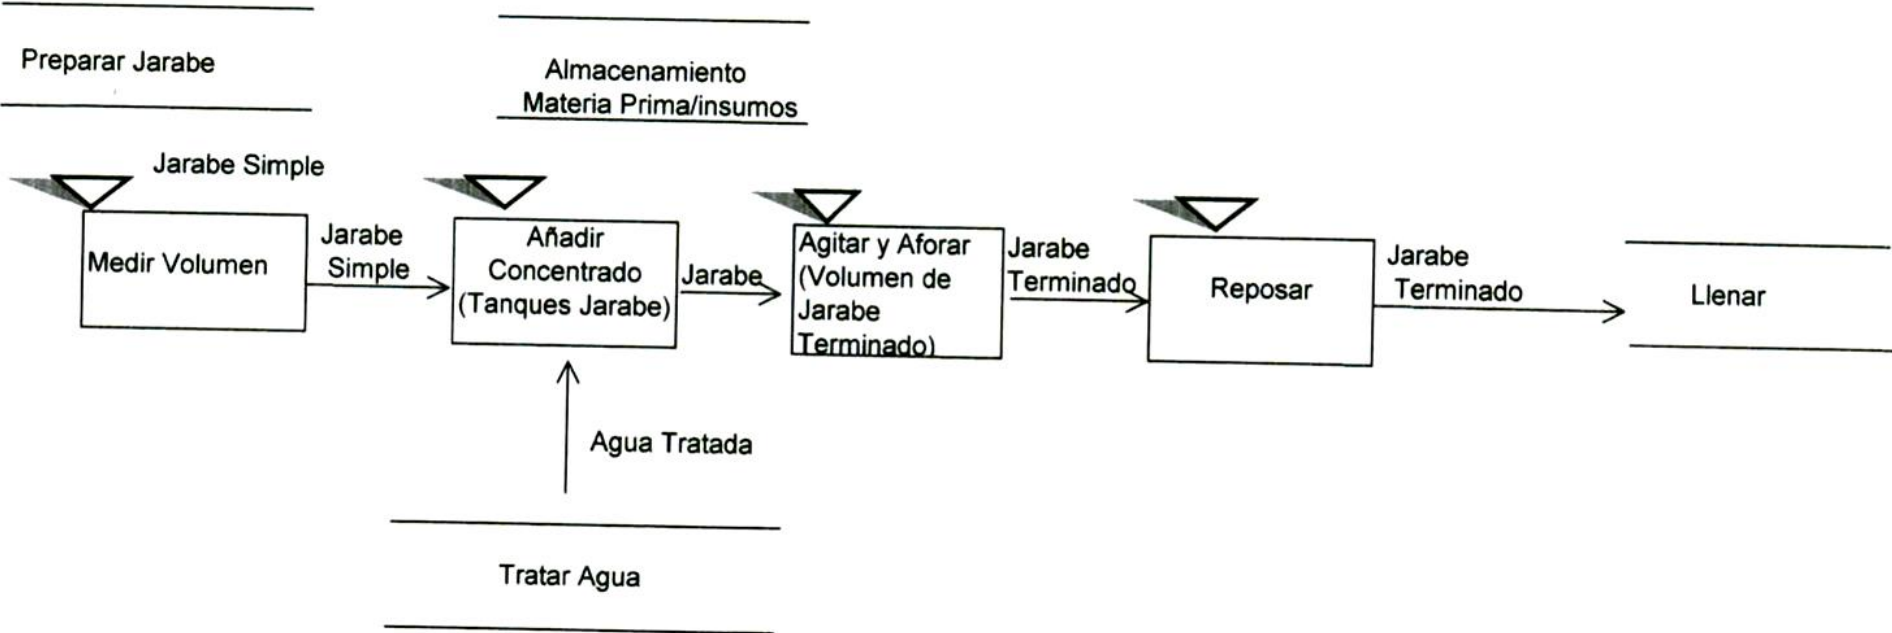 Preparar Jarabe
Almacenamiento
Materia Prima/insumos
Jarabe Simple
Medir Volumen
Jarabe
Simple
Añadir
Concentrado
(Tanques Jarabe)
Jarabe
Agitar y Aforar
(Volumen de
Jarabe
Terminado)
Jarabe
Terminado
Reposar
Jarabe
Terminado
Llenar
Agua Tratada
Tratar Agua